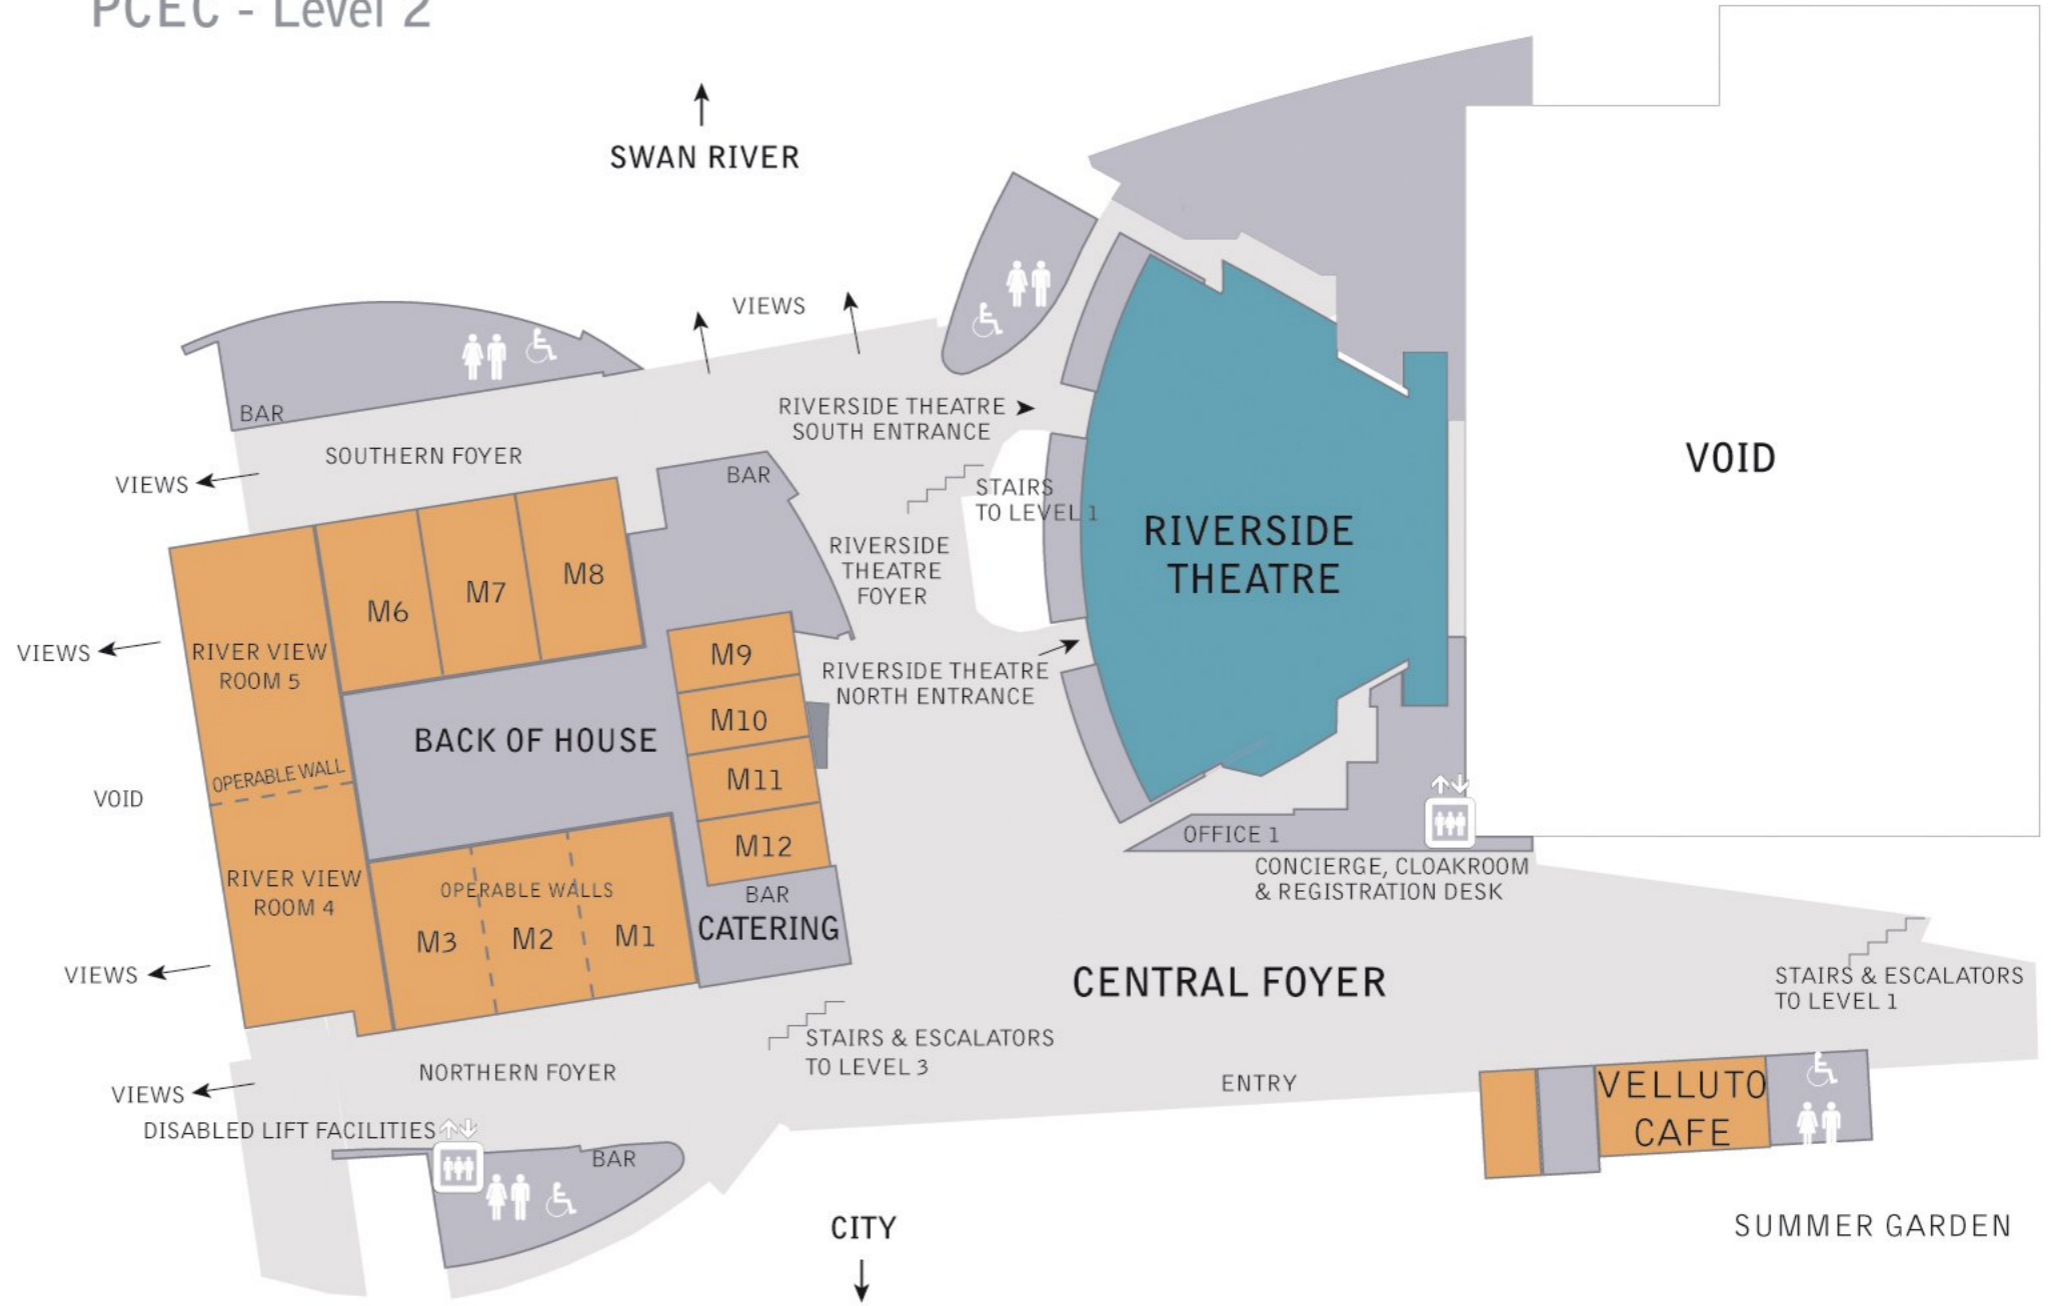 PCEC - Level 2
SWAN RIVER
VIEWS
BAR
RIVERSIDE THEATRE
SOUTH ENTRANCE
SOUTHERN FOYER
VIEWS
BAR
STAIRS
TO LEVEL 1
VOID
RIVERSIDE
THEATRE
RIVERSIDE
THEATRE
FOYER
M6
M7
M8
VIEWS
RIVER VIEW
ROOM 5
M9
M10
M11
M12
RIVERSIDE THEATRE
NORTH ENTRANCE
BACK OF HOUSE
OPERABLE WALL
VOID
OFFICE 1
CONCIERGE, CLOAKROOM
& REGISTRATION DESK
RIVER VIEW
ROOM 4
OPERABLE WALLS
M3
M2
M1
BAR
CATERING
VIEWS
CENTRAL FOYER
STAIRS & ESCALATORS
TO LEVEL 1
STAIRS & ESCALATORS
TO LEVEL 3
NORTHERN FOYER
ENTRY
VIEWS
VELLUTO
CAFE
DISABLED LIFT FACILITIES
BAR
CITY
SUMMER GARDEN